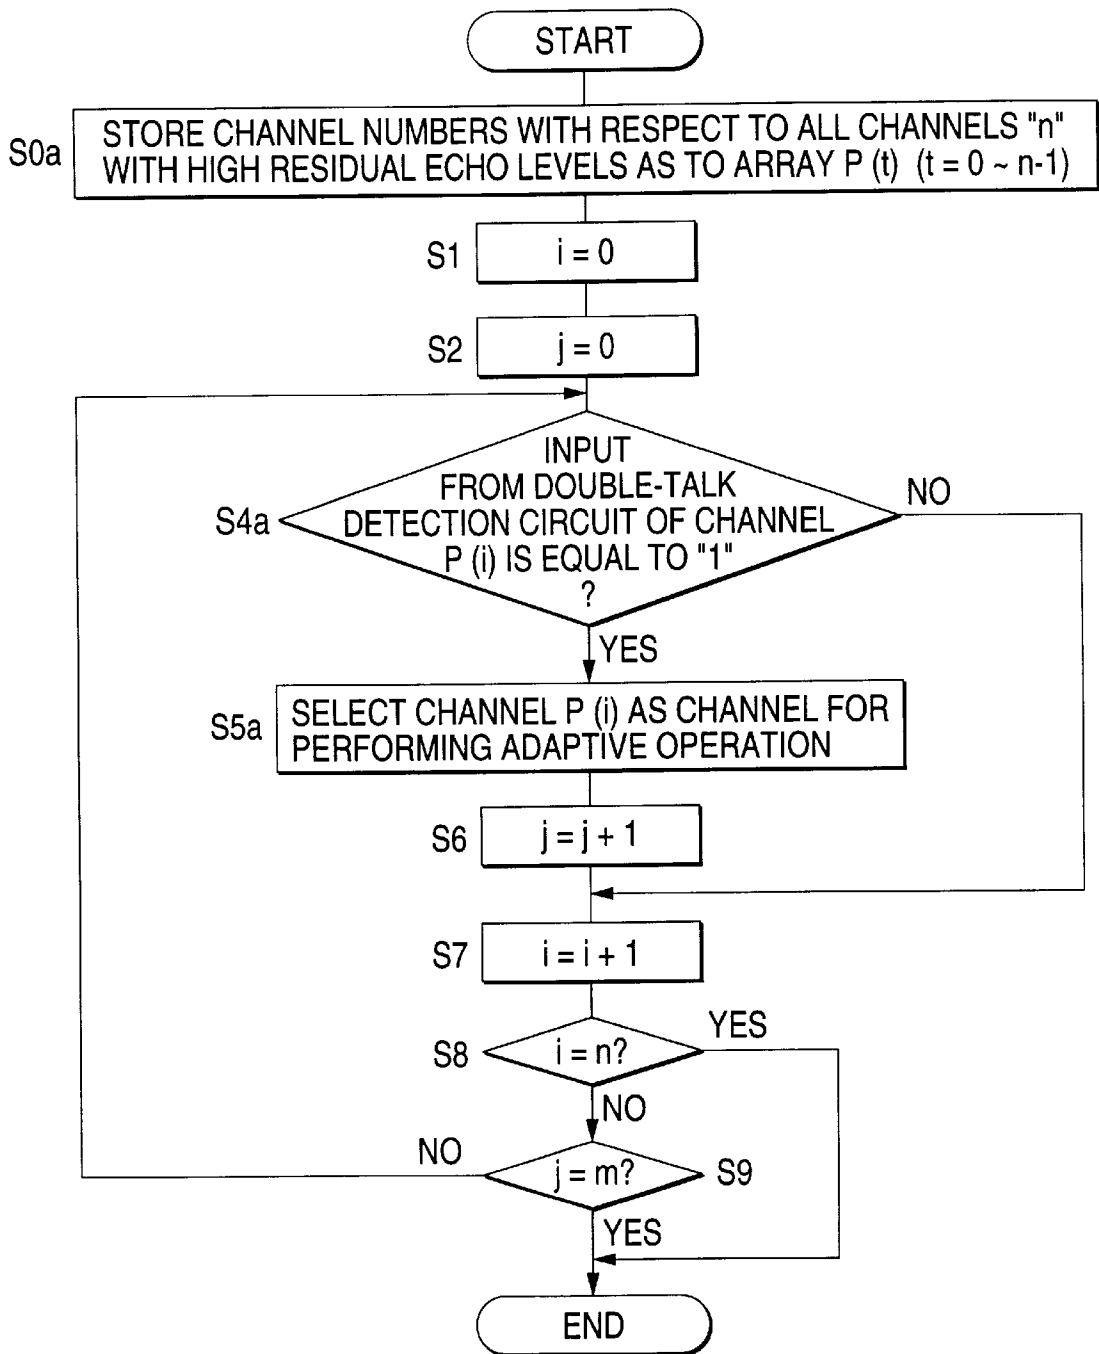 START
S0a
STORE CHANNEL NUMBERS WITH RESPECT TO ALL CHANNELS "n"
WITH HIGH RESIDUAL ECHO LEVELS AS TO ARRAY P (t) (t = 0 ~ n-1)
S1
i = 0
S2
j = 0
S4a
INPUT
FROM DOUBLE-TALK
DETECTION CIRCUIT OF CHANNEL
P (i) IS EQUAL TO "1"
?
NO
YES
S5a
SELECT CHANNEL P (i) AS CHANNEL FOR
PERFORMING ADAPTIVE OPERATION
S6
j = j + 1
S7
i = i + 1
S8
i = n?
YES
NO
NO
j = m?
S9
YES
END